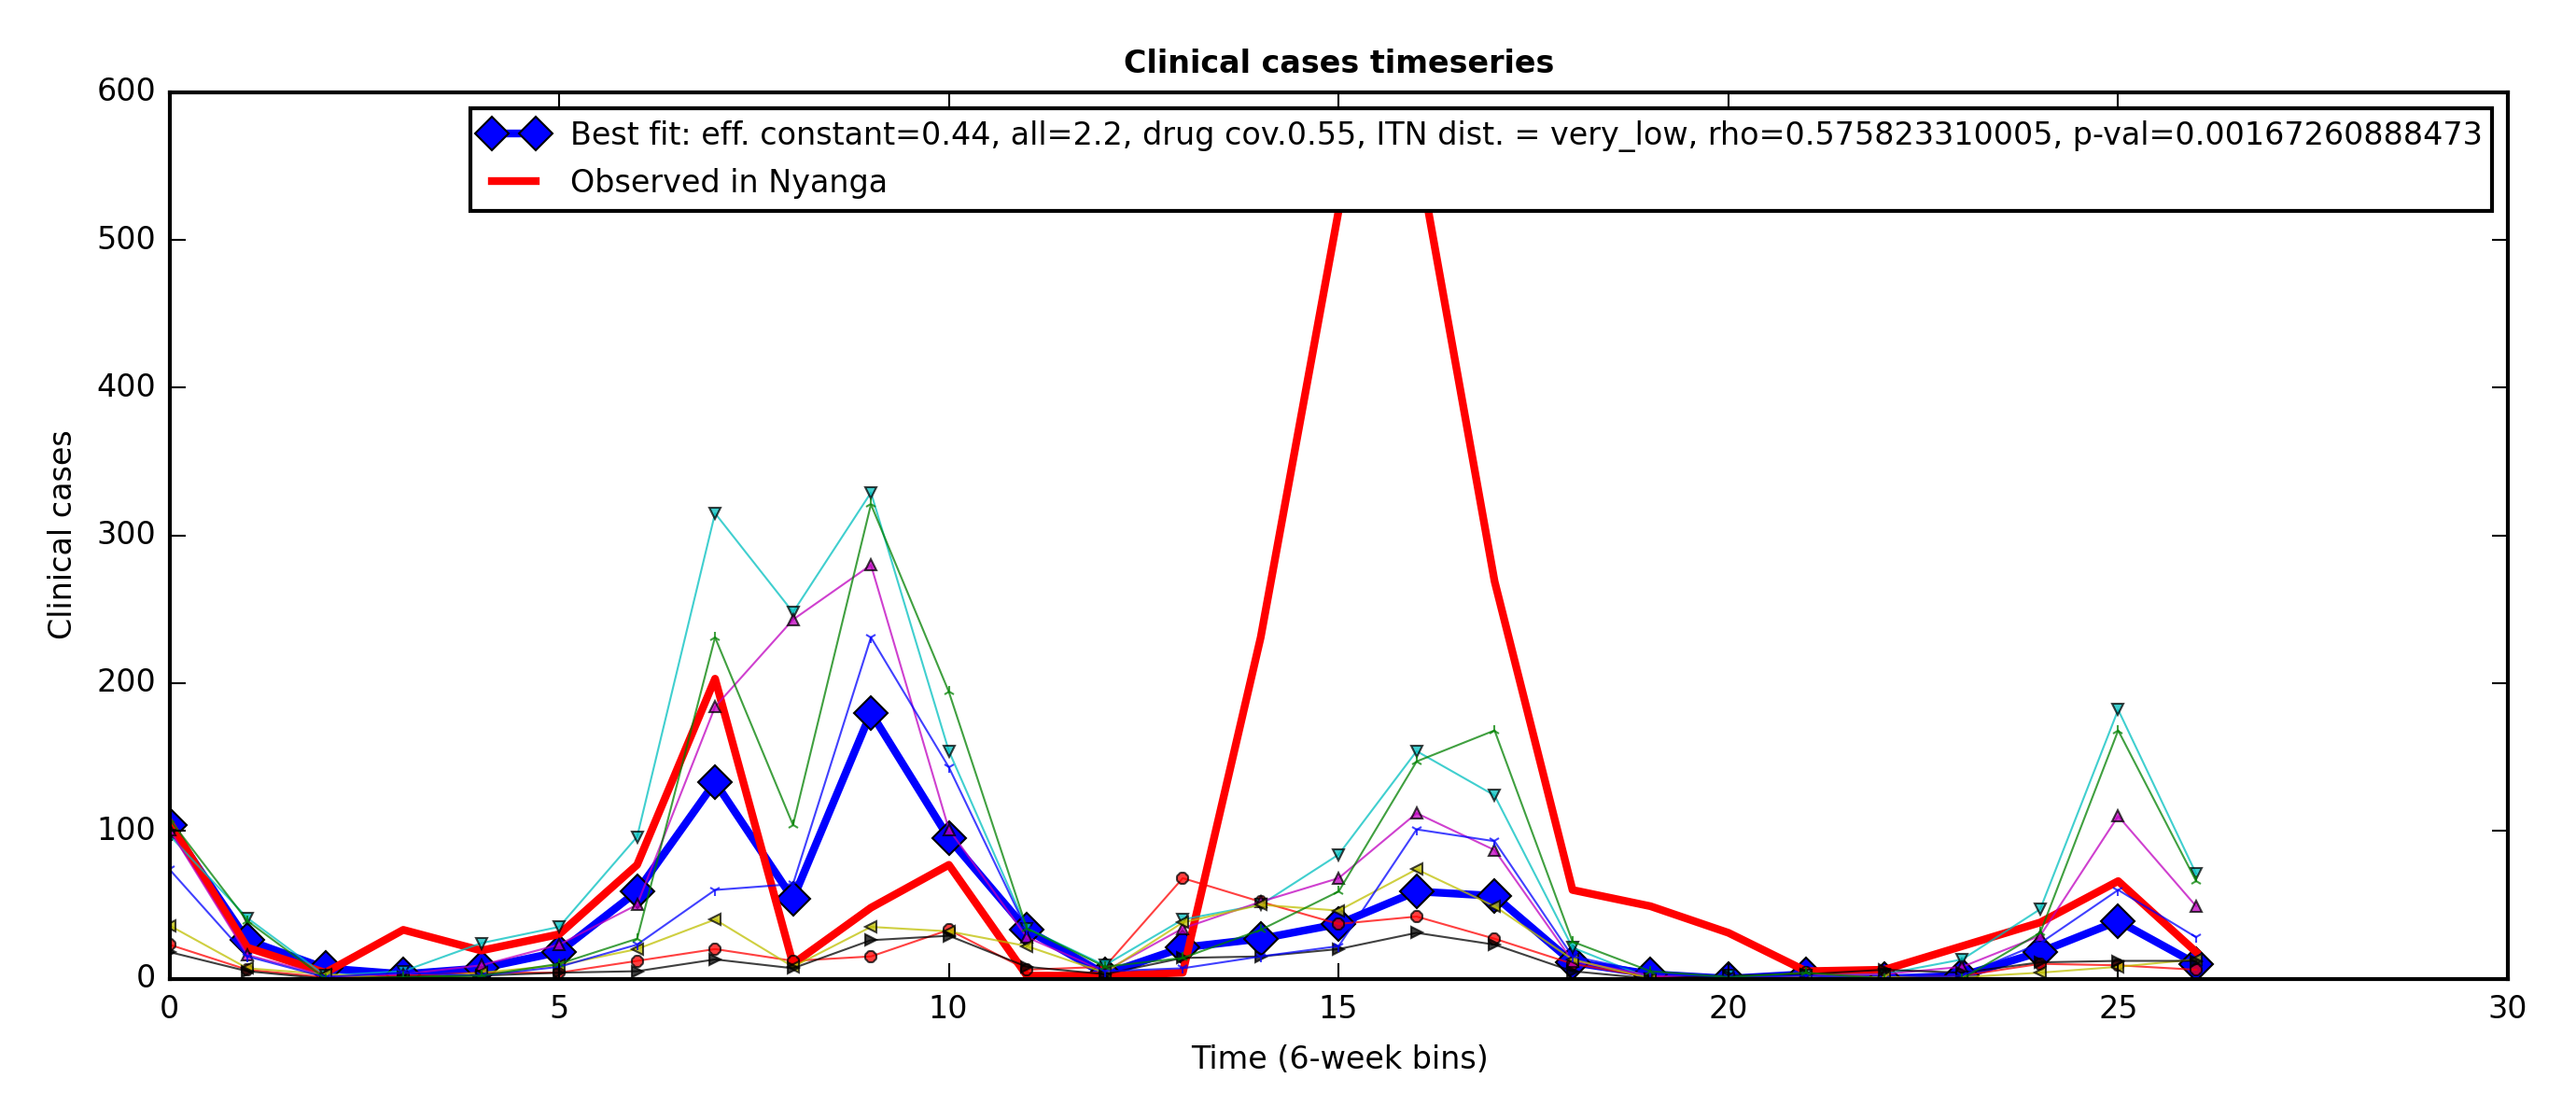 Clinical cases timeseries
600
500
400
300
200
100
0
Clinical cases
Best fit: eff. constant=0.44, all=2.2, drug cov.0.55, ITN dist. = very_low, rho=0.575823310005, p-val=0.00167260888473
Observed in Nyanga
0 5 10 15 20 25 30
Time (6-week bins)